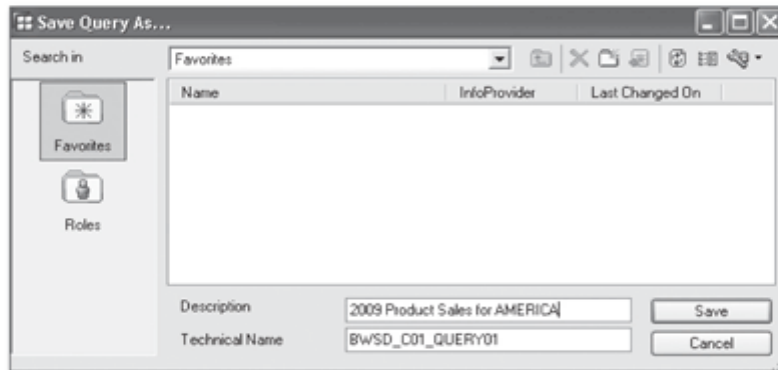 Save Query As...
Search in
Favorites
Name InfoProvider Last Changed On
Favorites
Roles
Description 2009 Product Sales for AMERICA Save
Technical Name BWSD_C01_QUERY01 Cancel